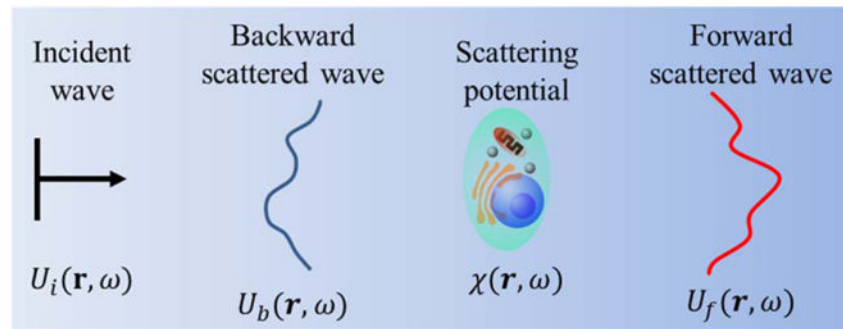 Incident
wave
Backward
scattered wave
Scattering
potential
Forward
scattered wave
U_i(r, ω)
U_b(r, ω)
χ(r, ω)
U_f(r, ω)